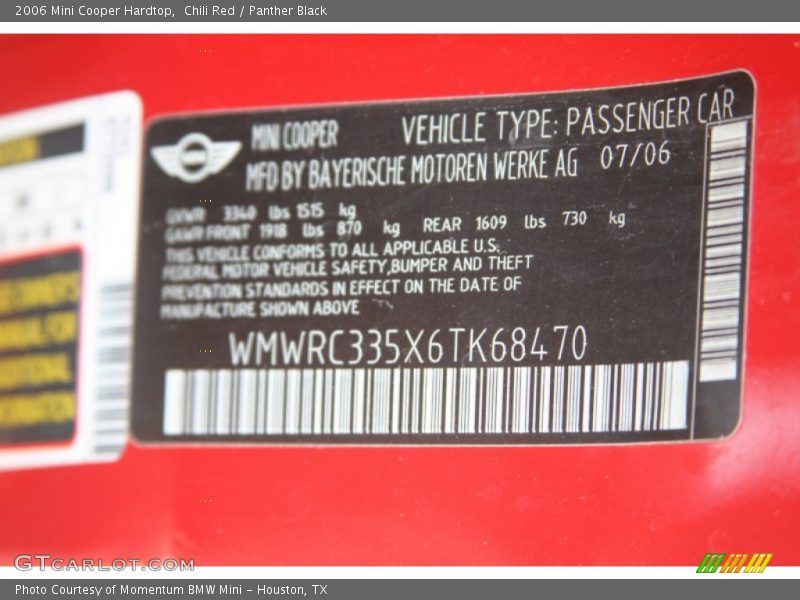 2006 Mini Cooper Hardtop,  Chili Red / Panther Black
MINI COOPER
VEHICLE TYPE: PASSENGER CAR
MFD BY BAYERISCHE MOTOREN WERKE AG 07/06
GVWR 3340 lbs 1515 kg
GAWR FRONT 1918 lbs 870 kg REAR 1609 lbs 730 kg
THIS VEHICLE CONFORMS TO ALL APPLICABLE U.S.
FEDERAL MOTOR VEHICLE SAFETY,BUMPER AND THEFT
PREVENTION STANDARDS IN EFFECT ON THE DATE OF
MANUFACTURE SHOWN ABOVE
WMWRC335X6TK68470
GTCARLOT.COM
Photo Courtesy of Momentum BMW Mini - Houston, TX